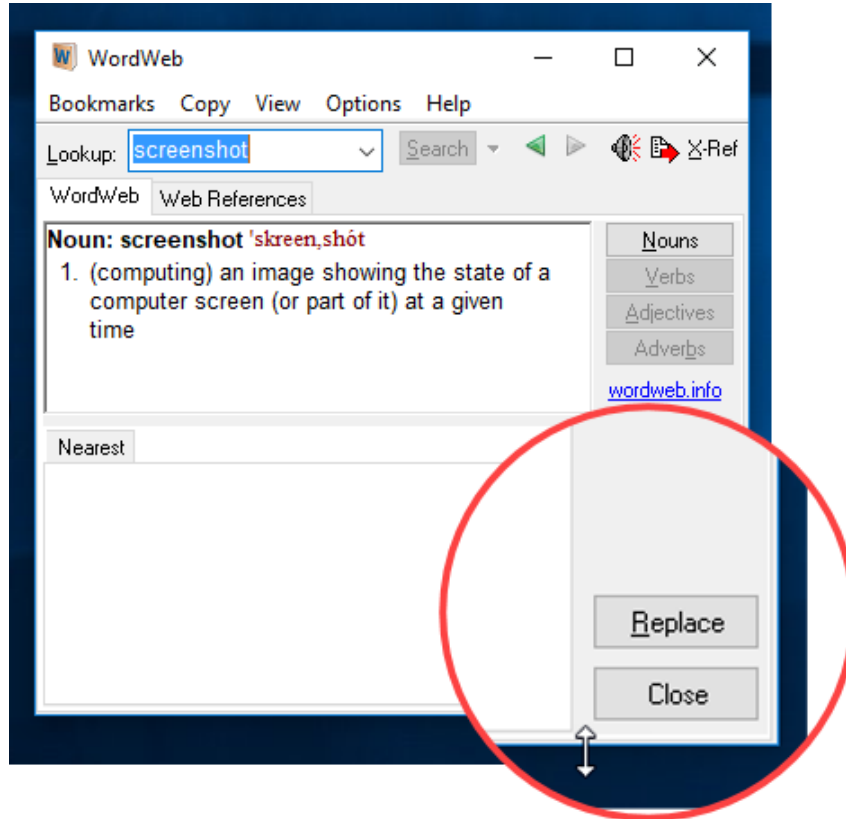 WordWeb
Bookmarks Copy View Options Help
Lookup: screenshot Search X-Ref
WordWeb Web References
Noun: screenshot 'skreen,shót
1. (computing) an image showing the state of a
computer screen (or part of it) at a given
time
Nouns
Verbs
Adjectives
Adverbs
wordweb.info
Nearest
Replace
Close